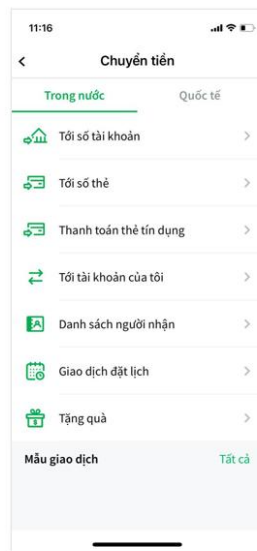 11:16
Chuyển tiền
Trong nước
Quốc tế
Tới số tài khoản
Tới số thẻ
Thanh toán thẻ tín dụng
Tới tài khoản của tôi
Danh sách người nhận
Giao dịch đặt lịch
Tặng quà
Mẫu giao dịch
Tất cả